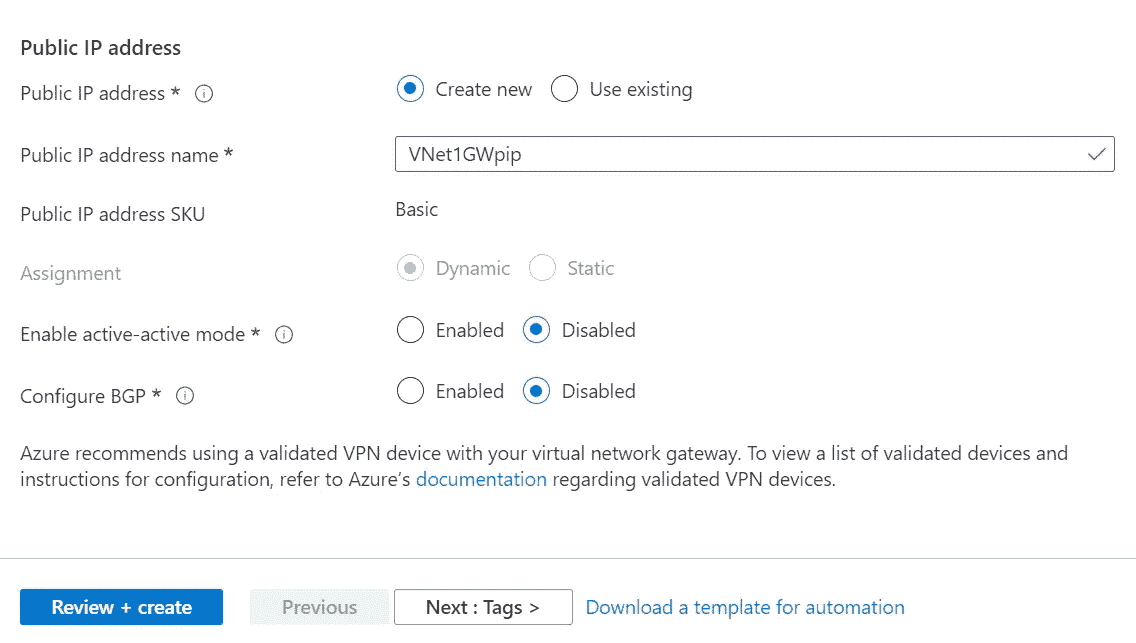 Public IP address
Public IP address * Create new Use existing
Public IP address name * VNet1GWpip
Public IP address SKU Basic
Assignment Dynamic Static
Enable active-active mode * Enabled Disabled
Configure BGP * Enabled Disabled
Azure recommends using a validated VPN device with your virtual network gateway. To view a list of validated devices and
instructions for configuration, refer to Azure's documentation regarding validated VPN devices.
Review + create Previous Next : Tags > Download a template for automation